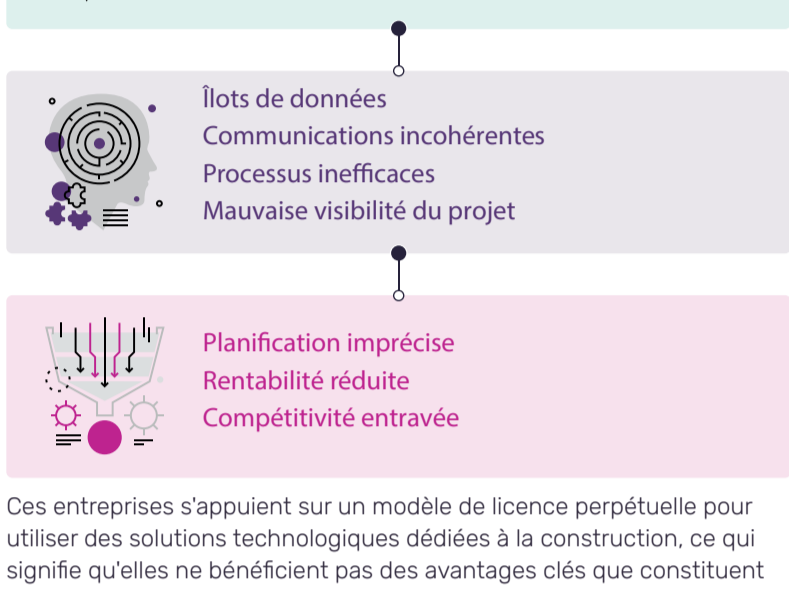 Îlots de données
Communications incohérentes
Processus inefficaces
Mauvaise visibilité du projet
Planification imprécise
Rentabilité réduite
Compétitivité entravée
Ces entreprises s'appuient sur un modèle de licence perpétuelle pour
utiliser des solutions technologiques dédiées à la construction, ce qui
signifie qu'elles ne bénéficient pas des avantages clés que constituent